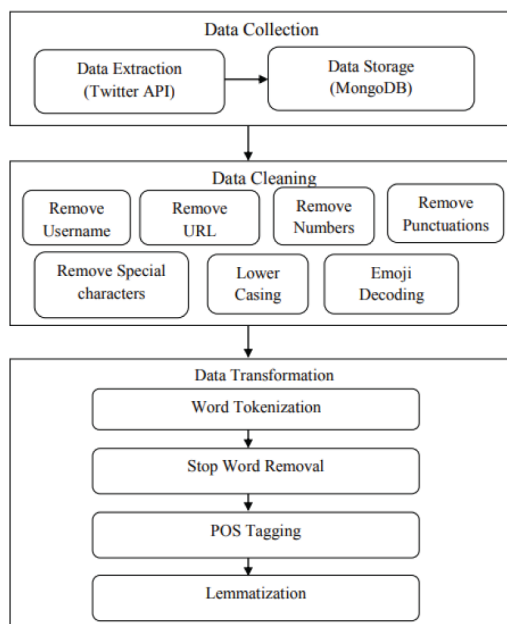 Data Collection
Data Extraction
(Twitter API)
Data Storage
(MongoDB)
Data Cleaning
Remove
Username
Remove
URL
Remove
Numbers
Remove
Punctuations
Remove Special
characters
Lower
Casing
Emoji
Decoding
Data Transformation
Word Tokenization
Stop Word Removal
POS Tagging
Lemmatization